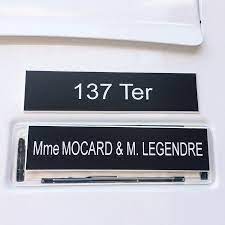 137 Ter
Mme MOCARD & M. LEGENDRE